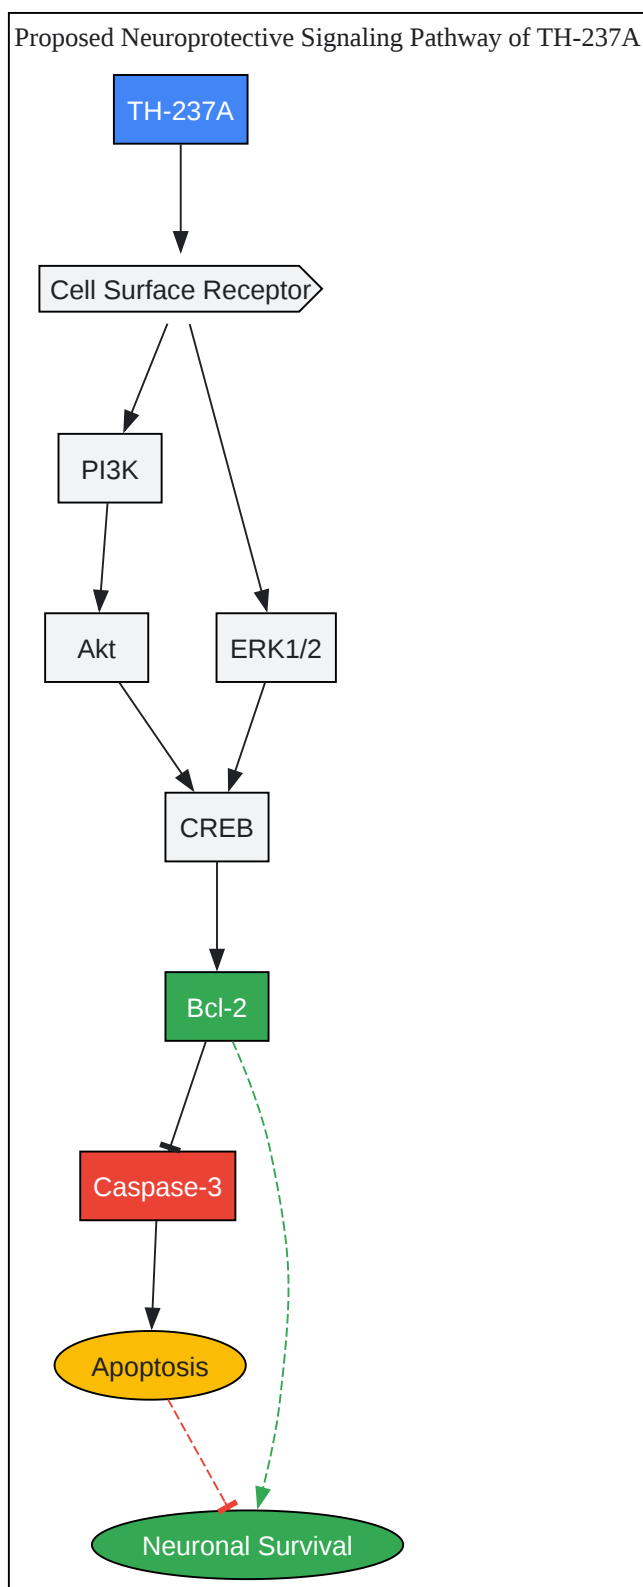 Proposed Neuroprotective Signaling Pathway of TH-237A
TH-237A
Cell Surface Receptor
PI3K
Akt
ERK1/2
CREB
Bcl-2
Caspase-3
Apoptosis
Neuronal Survival